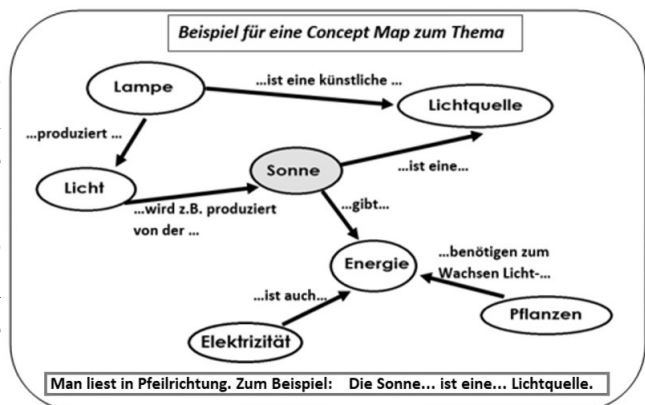 Beispiel für eine Concept Map zum Thema
Lampe
...ist eine künstliche ...
Lichtquelle
...produziert ...
Sonne
...ist eine...
Licht
...wird z.B. produziert
von der ...
...gibt...
Energie
...benötigen zum
Wachsen Licht-...
...ist auch...
Pflanzen
Elektrizität
Man liest in Pfeilrichtung. Zum Beispiel: Die Sonne... ist eine... Lichtquelle.